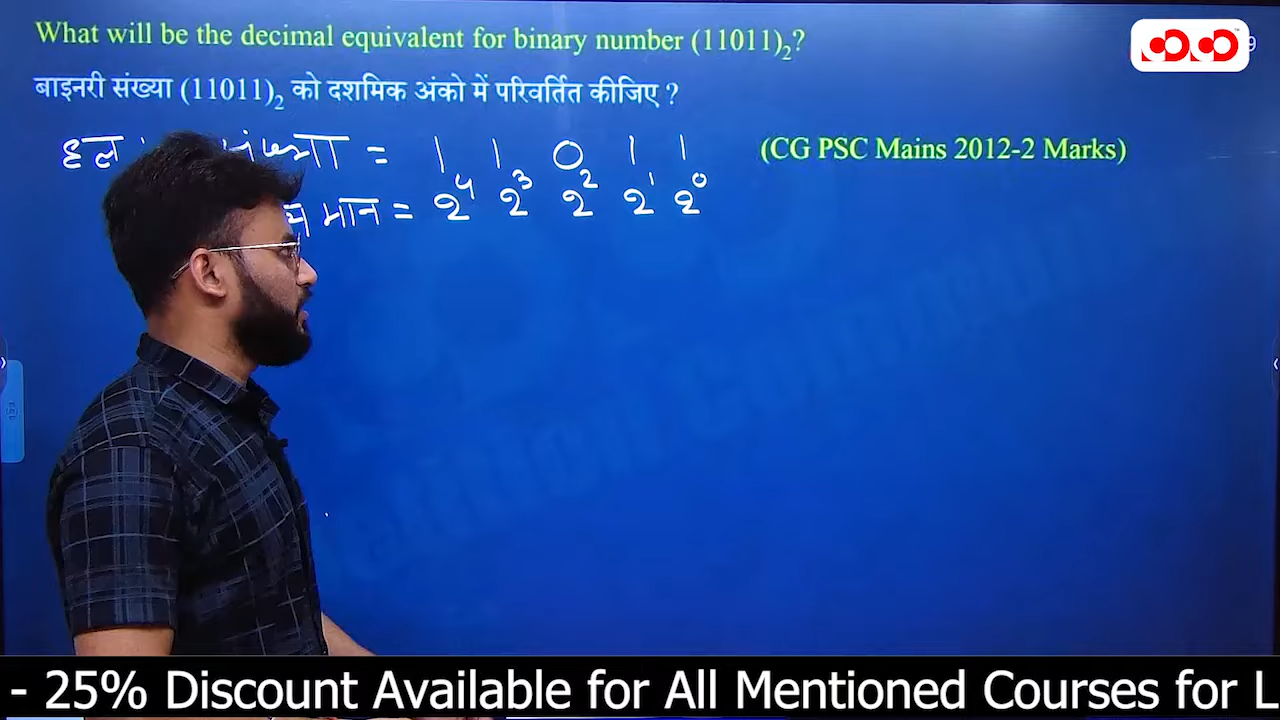 What will be the decimal equivalent for binary number (11011)₂?
बाइनरी संख्या (11011)₂ को दशमिक अंको में परिवर्तित कीजिए ?
हल = 1 1 0 1 1
(CG PSC Mains 2012-2 Marks)
मान = 2⁴ 2³ 2² 2¹ 2⁰
- 25% Discount Available for All Mentioned Courses for L